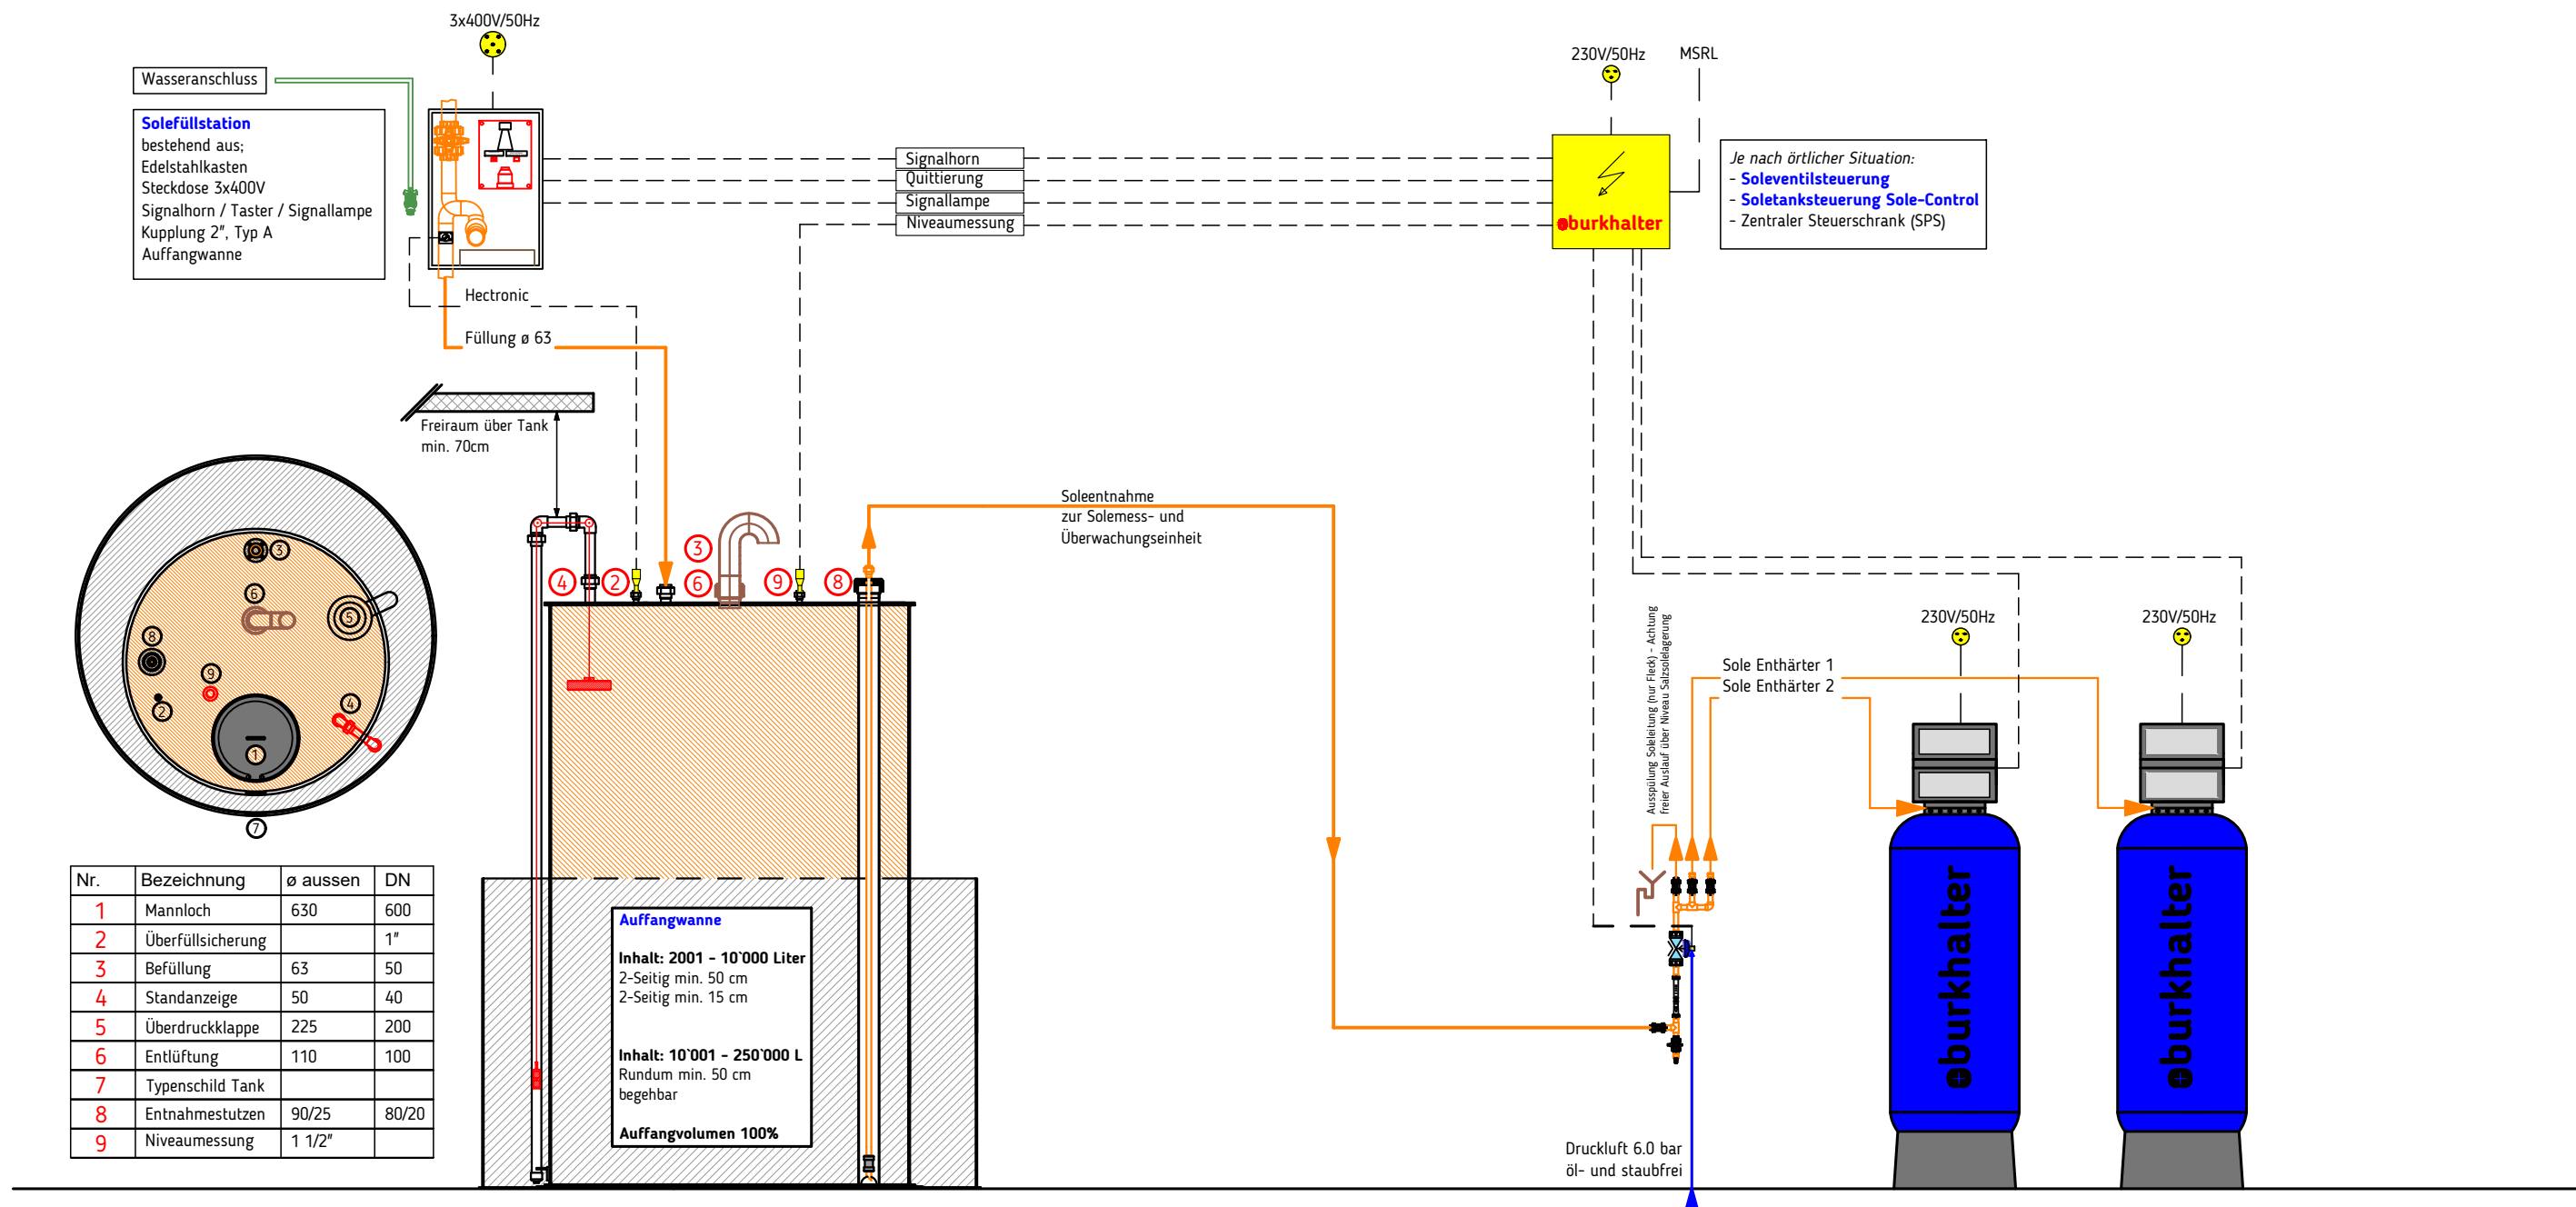 3x400V/50Hz
Wasseranschluss
Solefüllstation
bestehend aus;
Edelstahlkasten
Steckdose 3x400V
Signalhorn / Taster / Signallampe
Kupplung 2", Typ A
Auffangwanne
Signalhorn
Quittierung
Signallampe
Niveaumessung
230V/50Hz
MSRL
burkhalter
Je nach örtlicher Situation:
- Soleventilsteuerung
- Soletanksteuerung Sole-Control
- Zentraler Steuerschrank (SPS)
Hectronic
Füllung ø 63
Freiraum über Tank
min. 70cm
3
6
5
8
9
2
4
1
7
4
2
3
6
9
8
Soleentnahme
zur Solemess- und
Überwachungseinheit
Ausspülung Soleleitung (nur Fleck) - Achtung
freier Auslauf über Niveau Salzsolelagerung
Sole Enthärter 1
Sole Enthärter 2
230V/50Hz
230V/50Hz
burkhalter
burkhalter
Nr. Bezeichnung ø aussen DN
1 Mannloch 630 600
2 Überfüllsicherung 1"
3 Befüllung 63 50
4 Standanzeige 50 40
5 Überdruckklappe 225 200
6 Entlüftung 110 100
7 Typenschild Tank
8 Entnahmestutzen 90/25 80/20
9 Niveaumessung 1 1/2"
Auffangwanne
Inhalt: 2001 - 10`000 Liter
2-Seitig min. 50 cm
2-Seitig min. 15 cm
Inhalt: 10`001 - 250`000 L
Rundum min. 50 cm
begehbar
Auffangvolumen 100%
Druckluft 6.0 bar
öl- und staubfrei